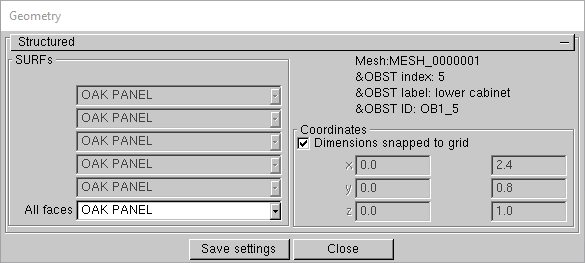 Geometry
Structured
SURFs
OAK PANEL
OAK PANEL
OAK PANEL
OAK PANEL
OAK PANEL
All faces OAK PANEL
Mesh:MESH_0000001
&OBST index: 5
&OBST label: lower cabinet
&OBST ID: OB1_5
Coordinates
Dimensions snapped to grid
x 0.0 2.4
y 0.0 0.8
z 0.0 1.0
Save settings Close